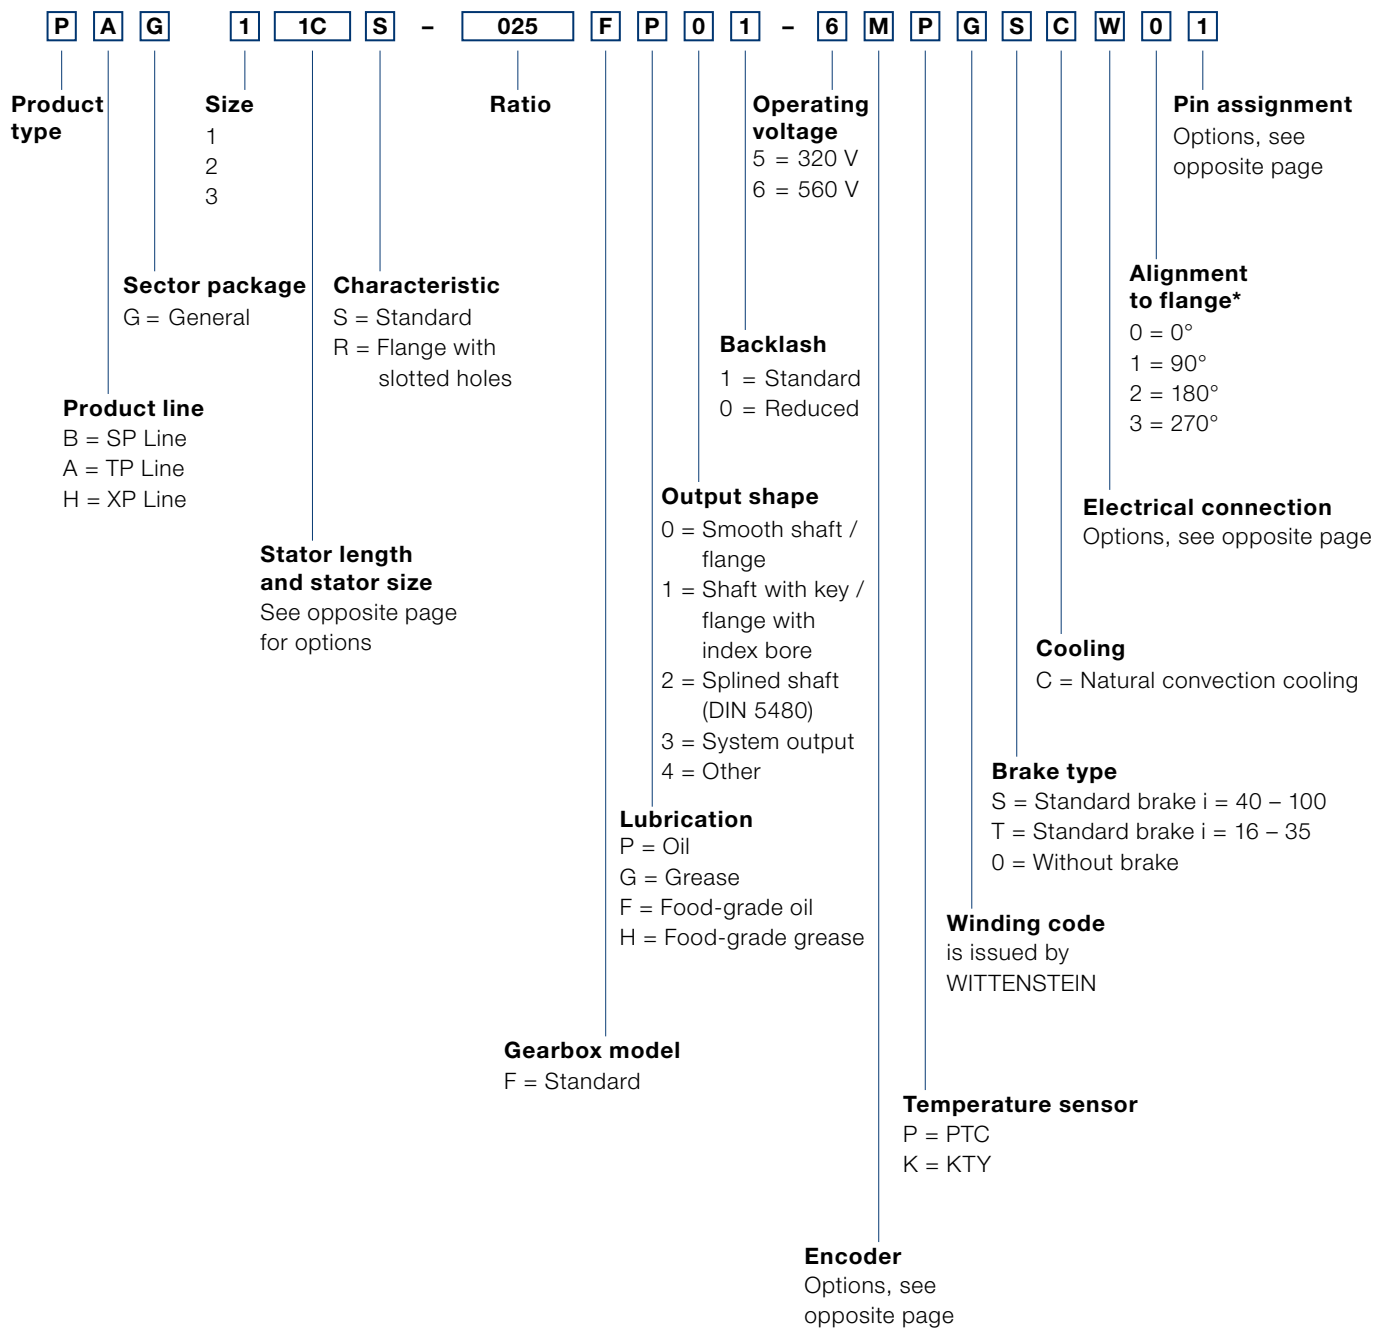 P A G 1 1C S – 025 F P 0 1 – 6 M P G S C W 0 1
Product
type
Size
1
2
3
Ratio
Operating
voltage
5 = 320 V
6 = 560 V
Pin assignment
Options, see
opposite page
Sector package
G = General
Characteristic
S = Standard
R = Flange with
slotted holes
Alignment
to flange*
0 = 0°
1 = 90°
2 = 180°
3 = 270°
Backlash
1 = Standard
0 = Reduced
Product line
B = SP Line
A = TP Line
H = XP Line
Output shape
0 = Smooth shaft /
flange
1 = Shaft with key /
flange with
index bore
2 = Splined shaft
(DIN 5480)
3 = System output
4 = Other
Electrical connection
Options, see opposite page
Stator length
and stator size
See opposite page
for options
Cooling
C = Natural convection cooling
Brake type
S = Standard brake i = 40 – 100
T = Standard brake i = 16 – 35
0 = Without brake
Lubrication
P = Oil
G = Grease
F = Food-grade oil
H = Food-grade grease
Winding code
is issued by
WITTENSTEIN
Gearbox model
F = Standard
Temperature sensor
P = PTC
K = KTY
Encoder
Options, see
opposite page